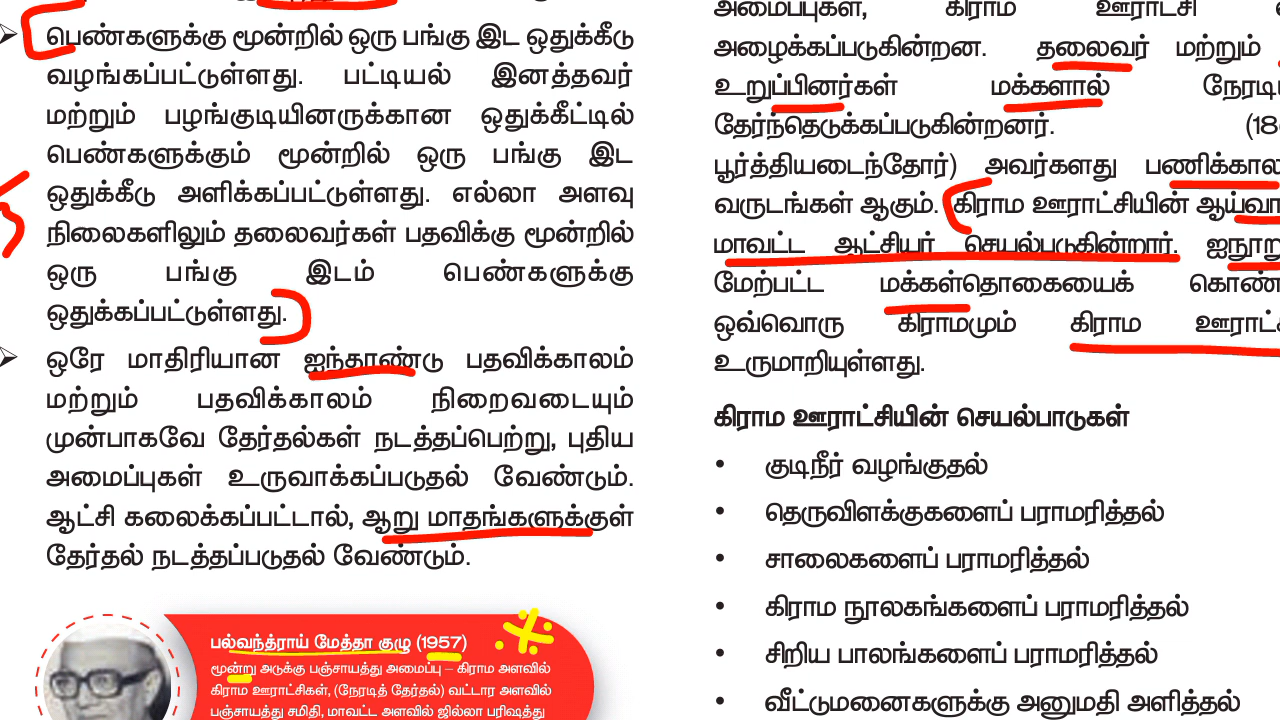 பெண்களுக்கு மூன்றில் ஒரு பங்கு இட ஒதுக்கீடு
வழங்கப்பட்டுள்ளது. பட்டியல் இனத்தவர்
மற்றும் பழங்குடியினருக்கான ஒதுக்கீட்டில்
பெண்களுக்கும் மூன்றில் ஒரு பங்கு இட
ஒதுக்கீடு அளிக்கப்பட்டுள்ளது. எல்லா அளவு
நிலைகளிலும் தலைவர்கள் பதவிக்கு மூன்றில்
ஒரு பங்கு இடம் பெண்களுக்கு
ஒதுக்கப்பட்டுள்ளது.
ஒரே மாதிரியான ஐந்தாண்டு பதவிக்காலம்
மற்றும் பதவிக்காலம் நிறைவடையும்
முன்பாகவே தேர்தல்கள் நடத்தப்பெற்று, புதிய
அமைப்புகள் உருவாக்கப்படுதல் வேண்டும்.
ஆட்சி கலைக்கப்பட்டால், ஆறு மாதங்களுக்குள்
தேர்தல் நடத்தப்படுதல் வேண்டும்.
பல்வந்த்ராய் மேத்தா குழு (1957)
மூன்று அடுக்கு பஞ்சாயத்து அமைப்பு – கிராம அளவில்
கிராம ஊராட்சிகள், (நேரடித் தேர்தல்) வட்டார அளவில்
பஞ்சாயத்து சமிதி, மாவட்ட அளவில் ஜில்லா பரிஷத்து
அமைப்புகள், கிராம ஊராட்சி
அழைக்கப்படுகின்றன. தலைவர் மற்றும்
உறுப்பினர்கள் மக்களால்
தேர்ந்தெடுக்கப்படுகின்றனர்.
பூர்த்தியடைந்தோர்) அவர்களது
வருடங்கள் ஆகும். கிராம ஊராட்சியின்
மாவட்ட ஆட்சியர் செயல்படுகின்றார்.
மேற்பட்ட மக்கள்தொகையைக்
ஒவ்வொரு கிராமமும் கிராம
உருமாறியுள்ளது.
கிராம ஊராட்சியின் செயல்பாடுகள்
• குடிநீர் வழங்குதல்
• தெருவிளக்குகளைப் பராமரித்தல்
• சாலைகளைப் பராமரித்தல்
• கிராம நூலகங்களைப் பராமரித்தல்
• சிறிய பாலங்களைப் பராமரித்தல்
• வீட்டுமனைகளுக்கு அனுமதி அளித்தல்